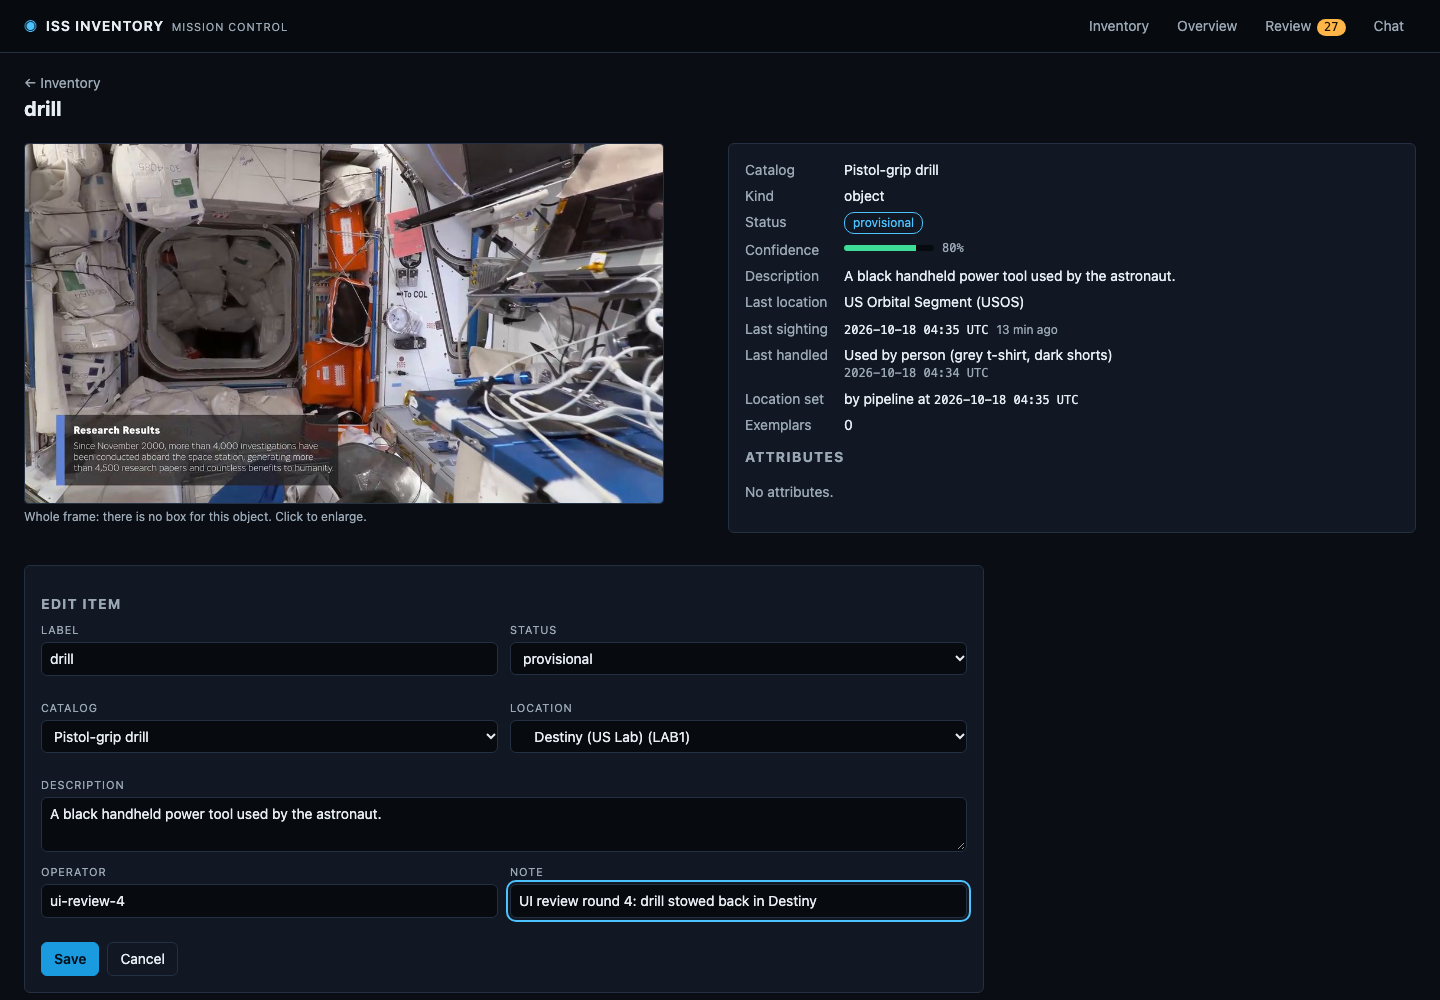 ISS INVENTORY MISSION CONTROL
Inventory Overview Review 27 Chat
← Inventory
drill
To COL
Research Results
Since November 2000, more than 4,000 investigations have
been conducted aboard the space station, generating more
than 4,500 research papers and countless benefits to humanity.
Whole frame: there is no box for this object. Click to enlarge.
Catalog Pistol-grip drill
Kind object
Status provisional
Confidence 80%
Description A black handheld power tool used by the astronaut.
Last location US Orbital Segment (USOS)
Last sighting 2026-10-18 04:35 UTC 13 min ago
Last handled Used by person (grey t-shirt, dark shorts)
2026-10-18 04:34 UTC
Location set by pipeline at 2026-10-18 04:35 UTC
Exemplars 0
ATTRIBUTES
No attributes.
EDIT ITEM
LABEL STATUS
drill provisional
CATALOG LOCATION
Pistol-grip drill Destiny (US Lab) (LAB1)
DESCRIPTION
A black handheld power tool used by the astronaut.
OPERATOR NOTE
ui-review-4 UI review round 4: drill stowed back in Destiny
Save Cancel